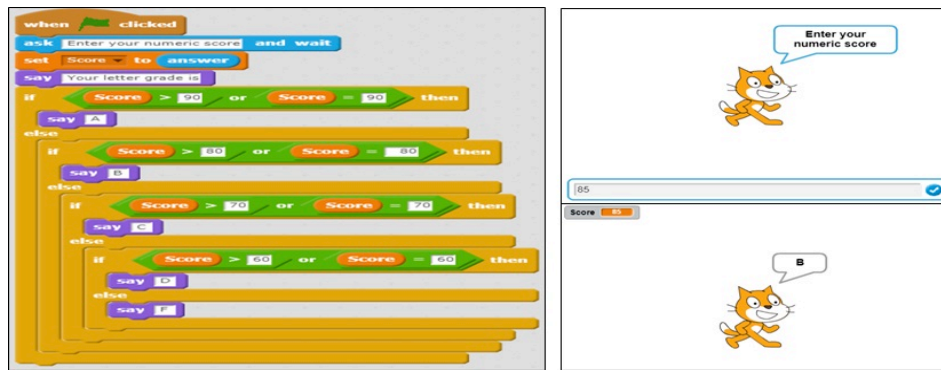 when clicked
ask Enter your numeric score and wait
set Score to answer
say Your letter grade is
if Score > 90 or Score = 90 then
say A
else
if Score > 80 or Score = 80 then
say B
else
if Score > 70 or Score = 70 then
say C
else
if Score > 60 or Score = 60 then
say D
else
say F
Enter your
numeric score
85
Score 85
B